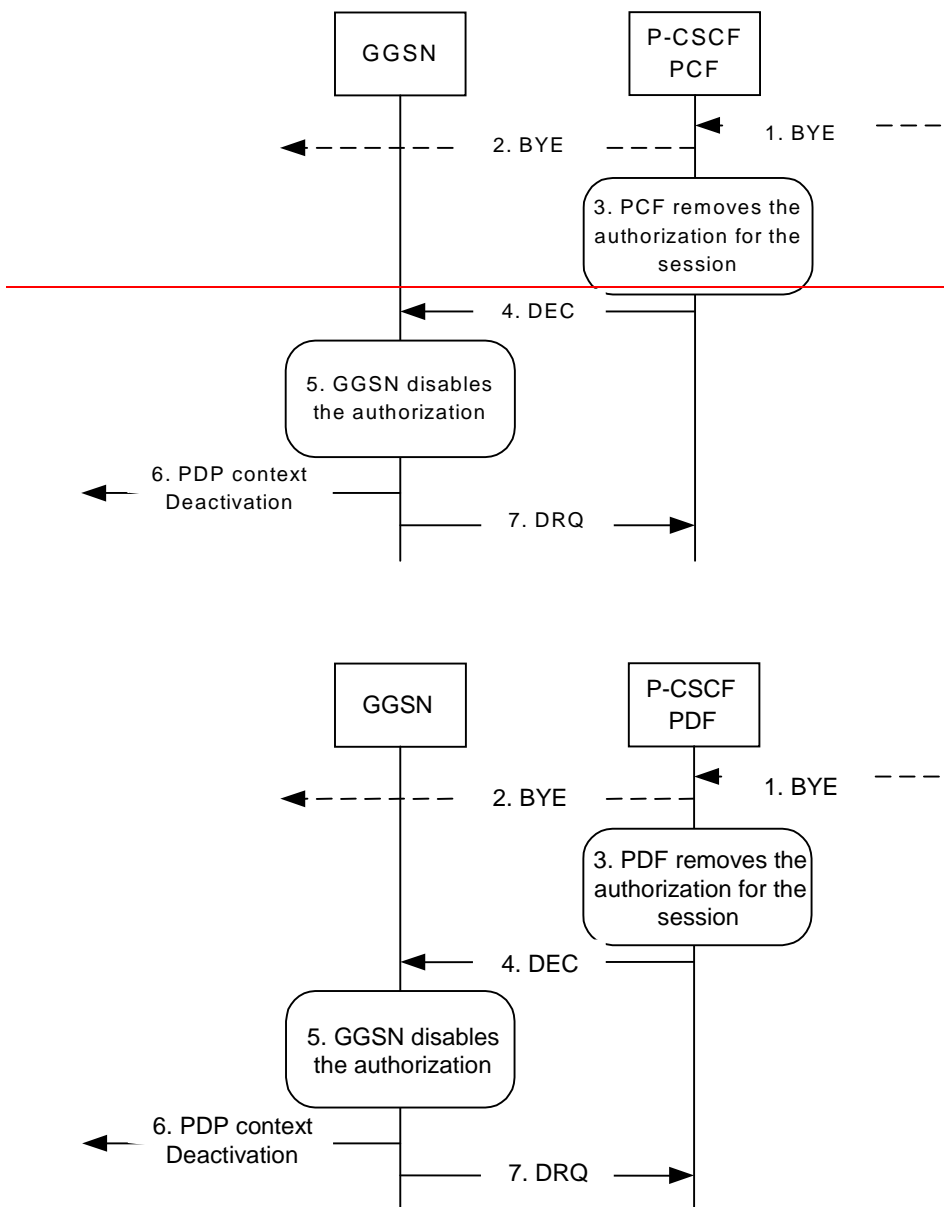 GGSN
P-CSCF
PCF
1. BYE
2. BYE
3. PCF removes the
authorization for the
session
4. DEC
5. GGSN disables
the authorization
6. PDP context
Deactivation
7. DRQ
GGSN
P-CSCF
PDF
1. BYE
2. BYE
3. PDF removes the
authorization for the
session
4. DEC
5. GGSN disables
the authorization
6. PDP context
Deactivation
7. DRQ